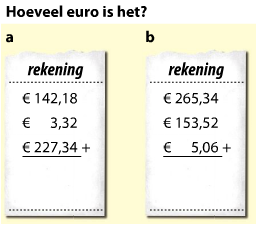 Hoeveel euro is het?
a
rekening
€ 142,18
€ 3,32
€ 227,34 +
b
rekening
€ 265,34
€ 153,52
€ 5,06 +